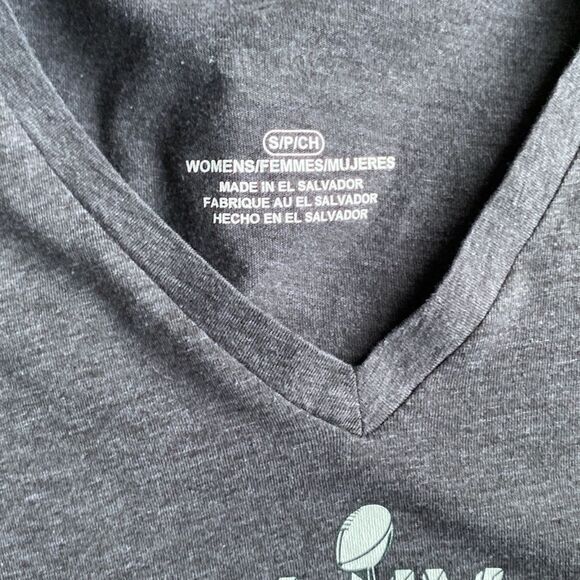 S/P/CH
WOMENS/FEMMES/MUJERES
MADE IN EL SALVADOR
FABRIQUE AU EL SALVADOR
HECHO EN EL SALVADOR